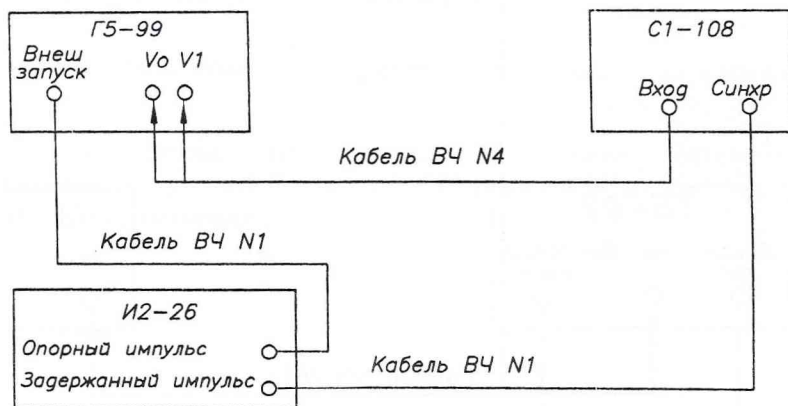 Г5-99
Внеш
запуск
Vo V1
С1-108
Вход Синхр
Кабель ВЧ N4
Кабель ВЧ N1
И2-26
Опорный импульс
Задержанный импульс
Кабель ВЧ N1